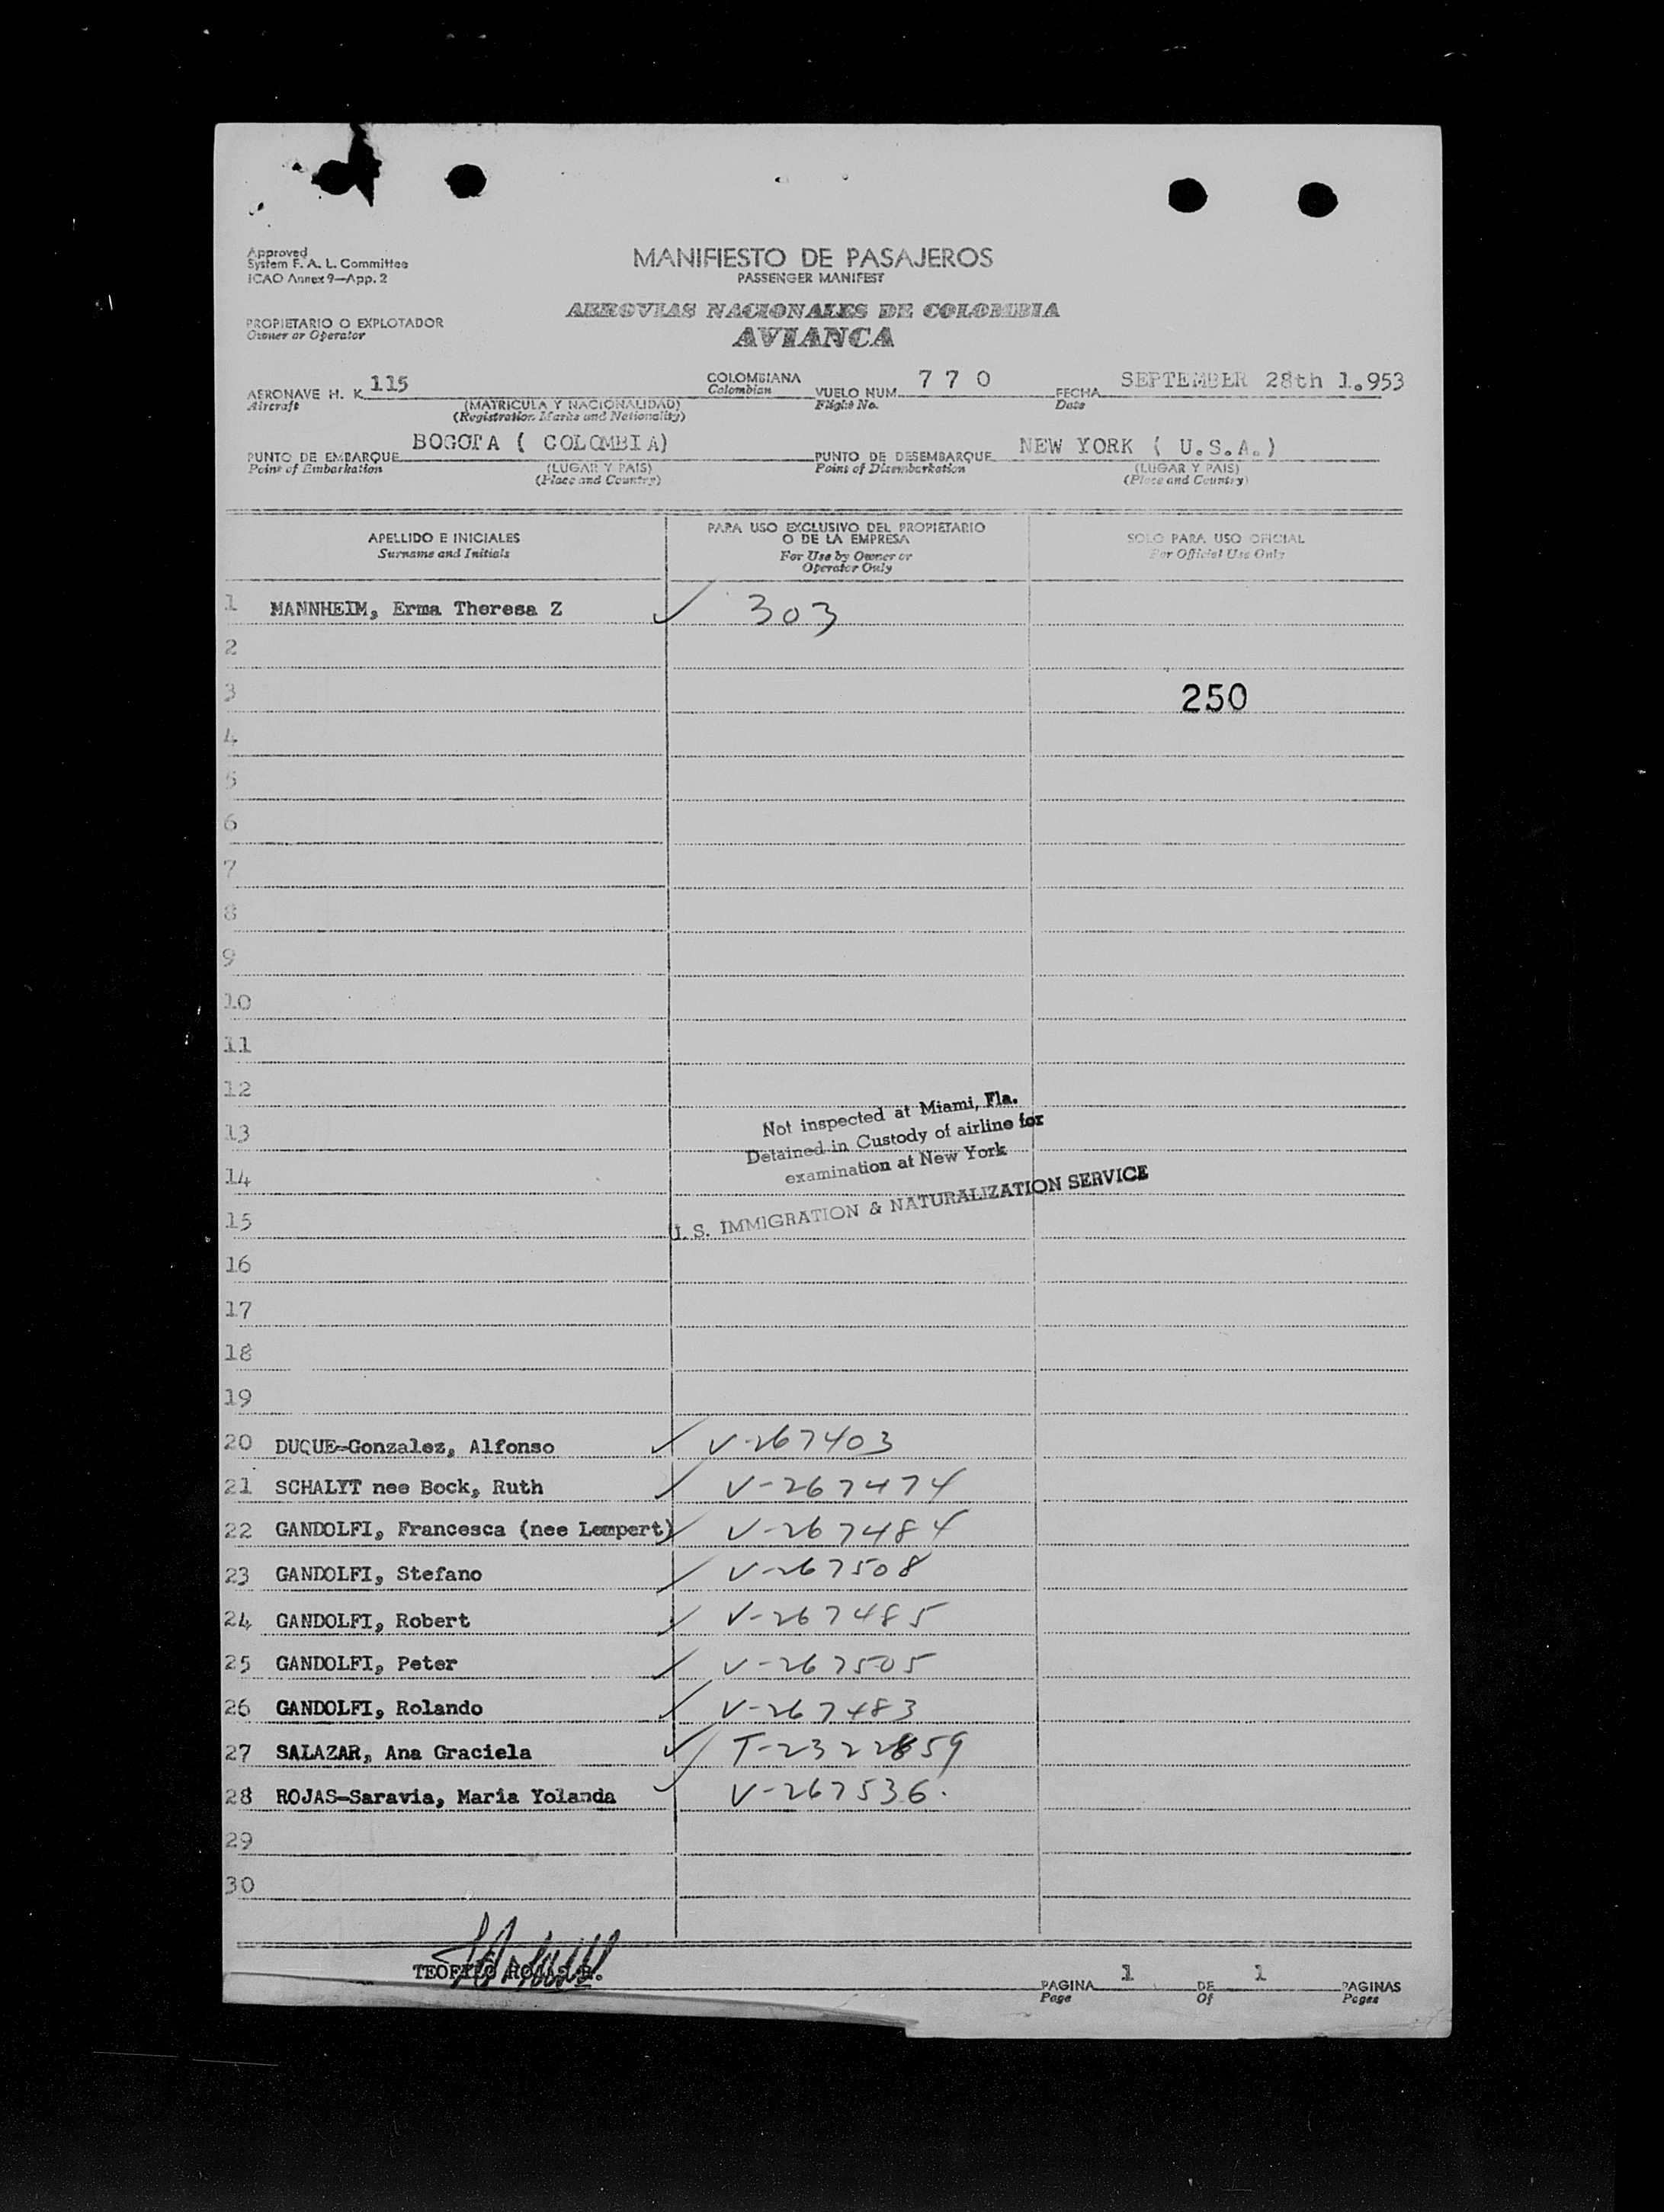 Approved
System F. A. L. Committee
ICAO Annex 9—App. 2
MANIFIESTO DE PASAJEROS
PASSENGER MANIFEST
AEROVIAS NACIONALES DE COLOMBIA
AVIANCA
PROPIETARIO O EXPLOTADOR
Owner or Operator
AERONAVE H. K. 115 COLOMBIANA VUELO NUM. 7 7 0 FECHA SEPTEMBER 28th 1.953
Aircraft (MATRICULA Y NACIONALIDAD) Colombian Flight No. Date
(Registration Marks and Nationality)
PUNTO DE EMBARQUE BOGOTA ( COLOMBIA) PUNTO DE DESEMBARQUE NEW YORK ( U.S.A.)
Point of Embarkation (LUGAR Y PAIS) Point of Disembarkation (LUGAR Y PAIS)
(Place and Country) (Place and Country)
APELLIDO E INICIALES
Surname and Initials
PARA USO EXCLUSIVO DEL PROPIETARIO
O DE LA EMPRESA
For Use by Owner or
Operator Only
SOLO PARA USO OFICIAL
For Official Use Only
1 MANNHEIM, Erma Theresa Z 303
2
3 250
4
5
6
7
8
9
10
11
12
13
14
15
Not inspected at Miami, Fla.
Detained in Custody of airline for
examination at New York
U. S. IMMIGRATION & NATURALIZATION SERVICE
16
17
18
19
20 DUQUE-Gonzalez, Alfonso V-267403
21 SCHALYT nee Bock, Ruth V-267474
22 GANDOLFI, Francesca (nee Lempert) V-267484
23 GANDOLFI, Stefano V-267508
24 GANDOLFI, Robert V-267485
25 GANDOLFI, Peter V-267505
26 GANDOLFI, Rolando V-267483
27 SALAZAR, Ana Graciela T-2322859
28 ROJAS-Saravia, Maria Yolanda V-267536.
29
30
TEOFILO ROJAS
PAGINA 1 DE 1 PAGINAS
Page Of Pages